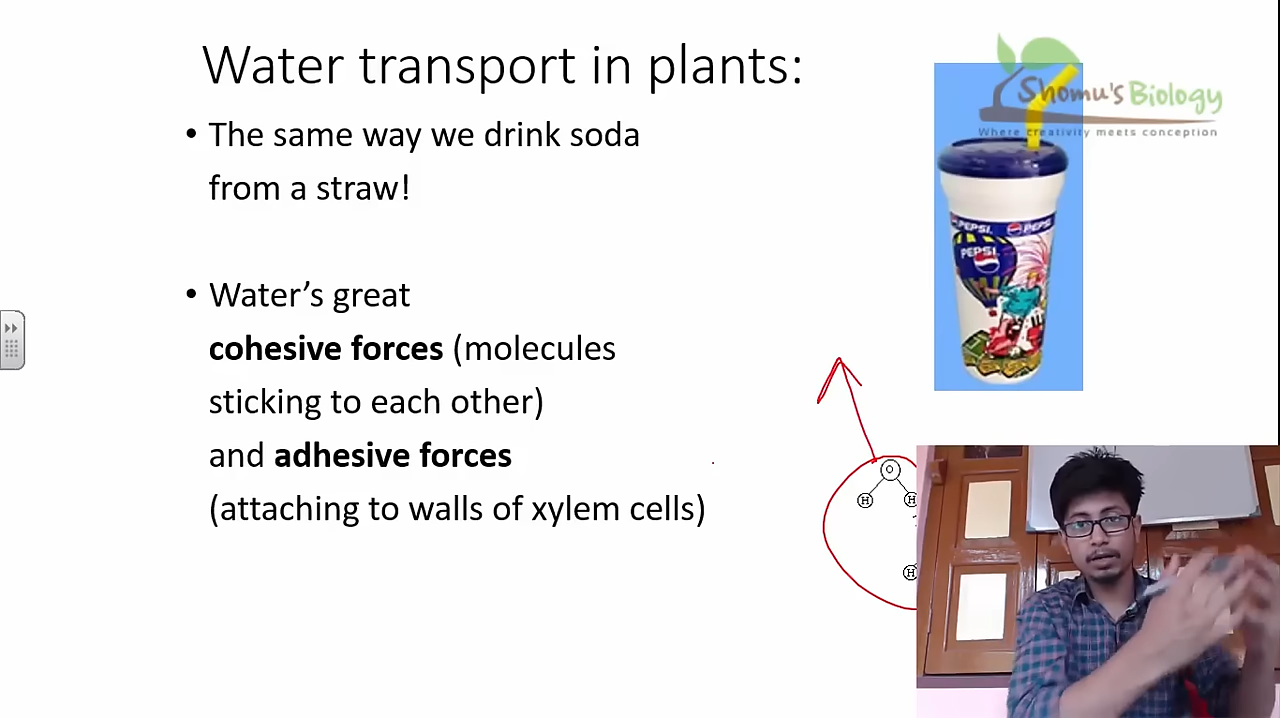 Water transport in plants:
• The same way we drink soda
from a straw!
• Water's great
cohesive forces (molecules
sticking to each other)
and adhesive forces
(attaching to walls of xylem cells)
Shomu's Biology
Where creativity meets conception
PEPSI PEPSI
PEPSI
O
H H
H